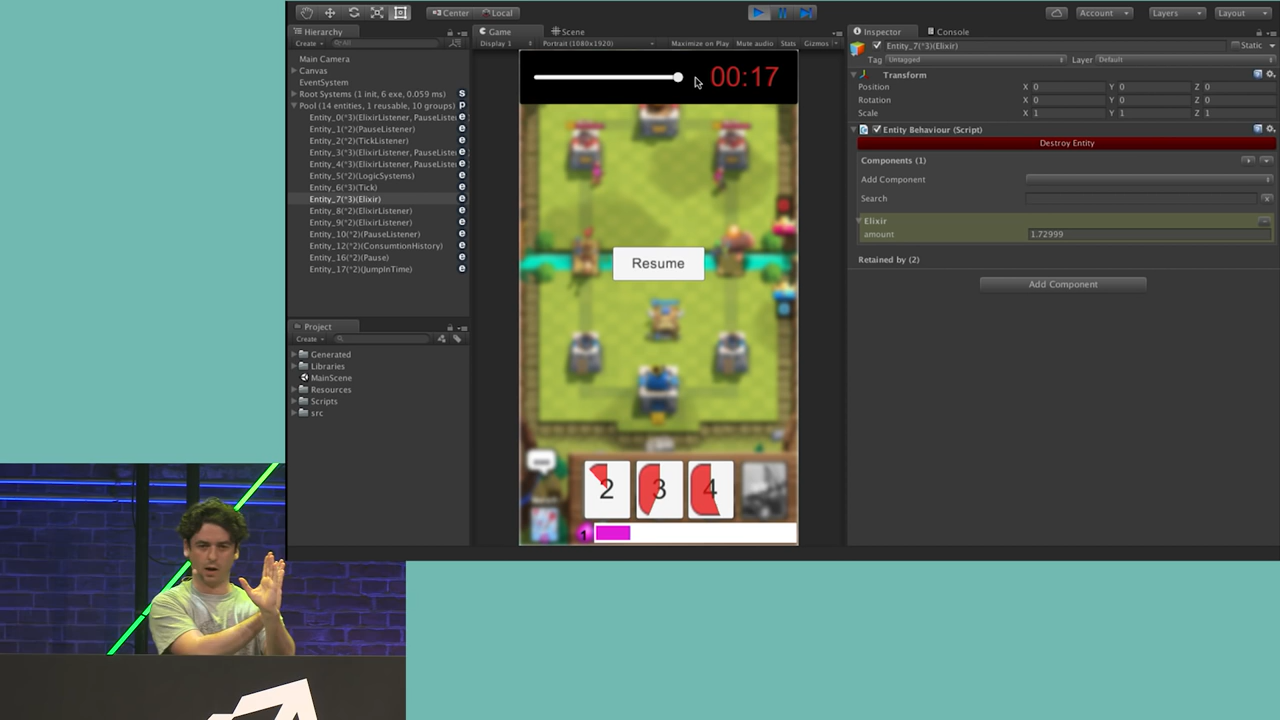 Center
Local
Account
Layers
Layout
Hierarchy
Create
All
Main Camera
Canvas
EventSystem
Root Systems (1 init, 6 exe, 0.059 ms)
Pool (14 entities, 1 reusable, 10 groups)
Entity_0(*3)(ElixirListener, PauseListe
Entity_1(*2)(PauseListener)
Entity_2(*2)(TickListener)
Entity_3(*3)(ElixirListener, PauseListe
Entity_4(*3)(ElixirListener, PauseListe
Entity_5(*2)(LogicSystems)
Entity_6(*3)(Tick)
Entity_7(*3)(Elixir)
Entity_8(*2)(ElixirListener)
Entity_9(*2)(ElixirListener)
Entity_10(*2)(PauseListener)
Entity_12(*2)(ConsumtionHistory)
Entity_16(*2)(Pause)
Entity_17(*2)(JumpInTime)
Project
Create
Generated
Libraries
MainScene
Resources
Scripts
src
Game
Scene
Display 1
Portrait (1080x1920)
Maximize on Play
Mute audio
Stats
Gizmos
00:17
Resume
2
3
4
1
Inspector
Console
Entity_7(*3)(Elixir)
Static
Tag
Untagged
Layer
Default
Transform
Position
X 0
Y 0
Z 0
Rotation
X 0
Y 0
Z 0
Scale
X 1
Y 1
Z 1
Entity Behaviour (Script)
Destroy Entity
Components (1)
Add Component
Search
Elixir
amount
1.72999
Retained by (2)
Add Component